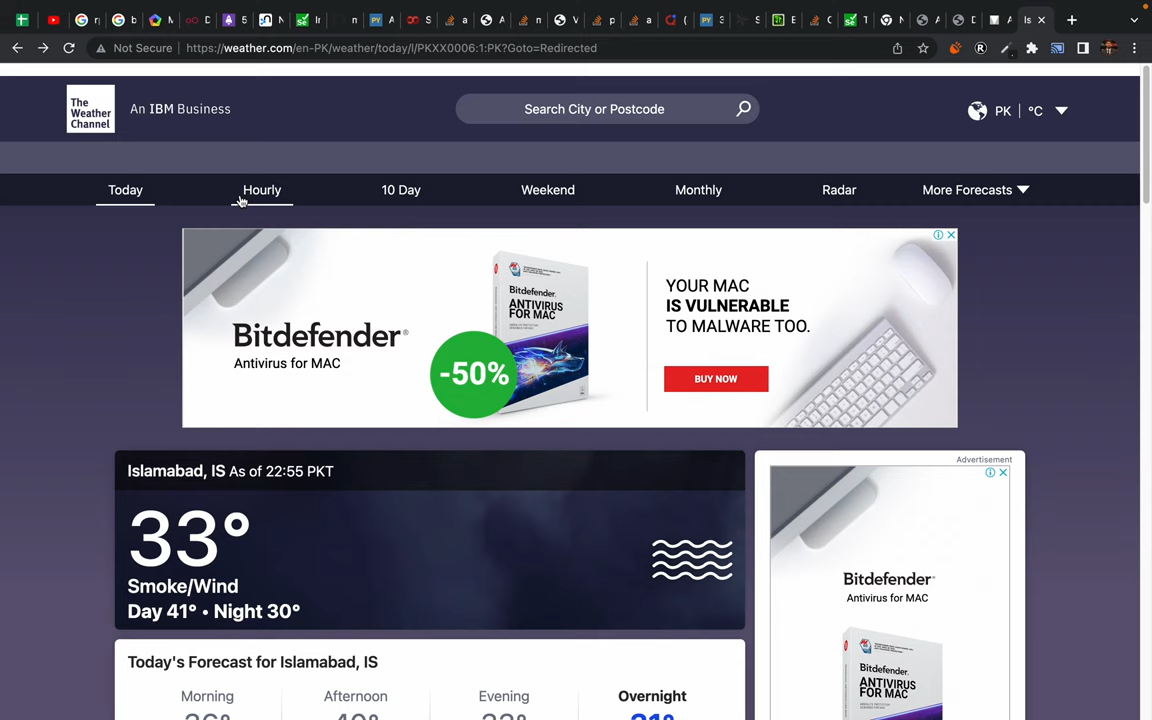 Not Secure https://weather.com/en-PK/weather/today/l/PKXX0006:1:PK?Goto=Redirected
The Weather Channel
An IBM Business
Search City or Postcode
PK | °C
Today Hourly 10 Day Weekend Monthly Radar More Forecasts
Bitdefender®
Antivirus for MAC
Bitdefender
ANTIVIRUS
FOR MAC
-50%
YOUR MAC
IS VULNERABLE
TO MALWARE TOO.
BUY NOW
Islamabad, IS As of 22:55 PKT
33°
Smoke/Wind
Day 41° • Night 30°
Advertisement
Bitdefender®
Antivirus for MAC
Bitdefender
ANTIVIRUS
FOR MAC
Today's Forecast for Islamabad, IS
Morning Afternoon Evening Overnight